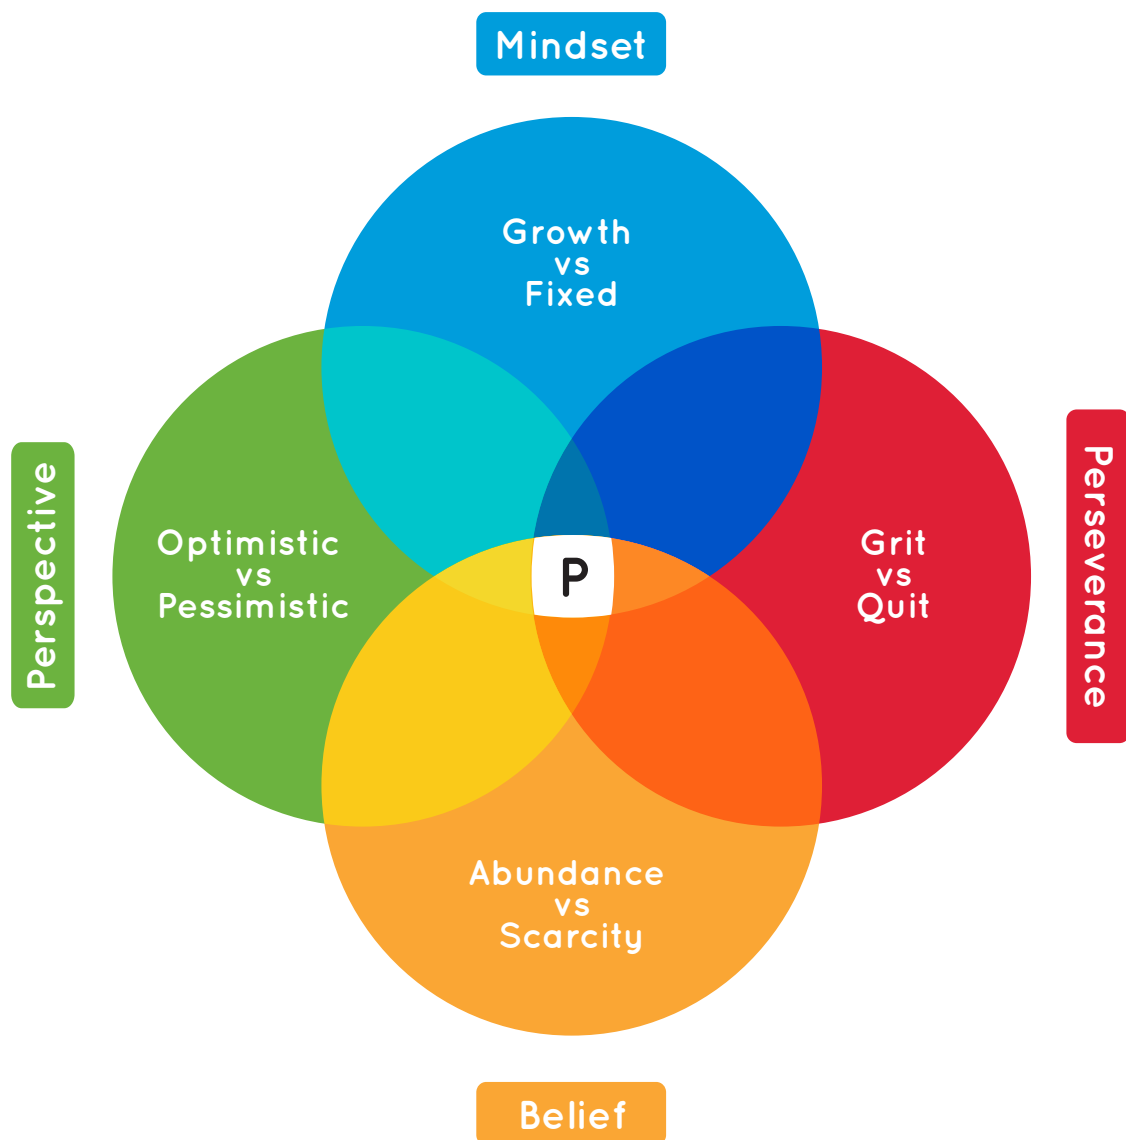 Mindset
Growth
vs
Fixed
Perspective
Optimistic
vs
Pessimistic
P
Grit
vs
Quit
Perseverance
Abundance
vs
Scarcity
Belief